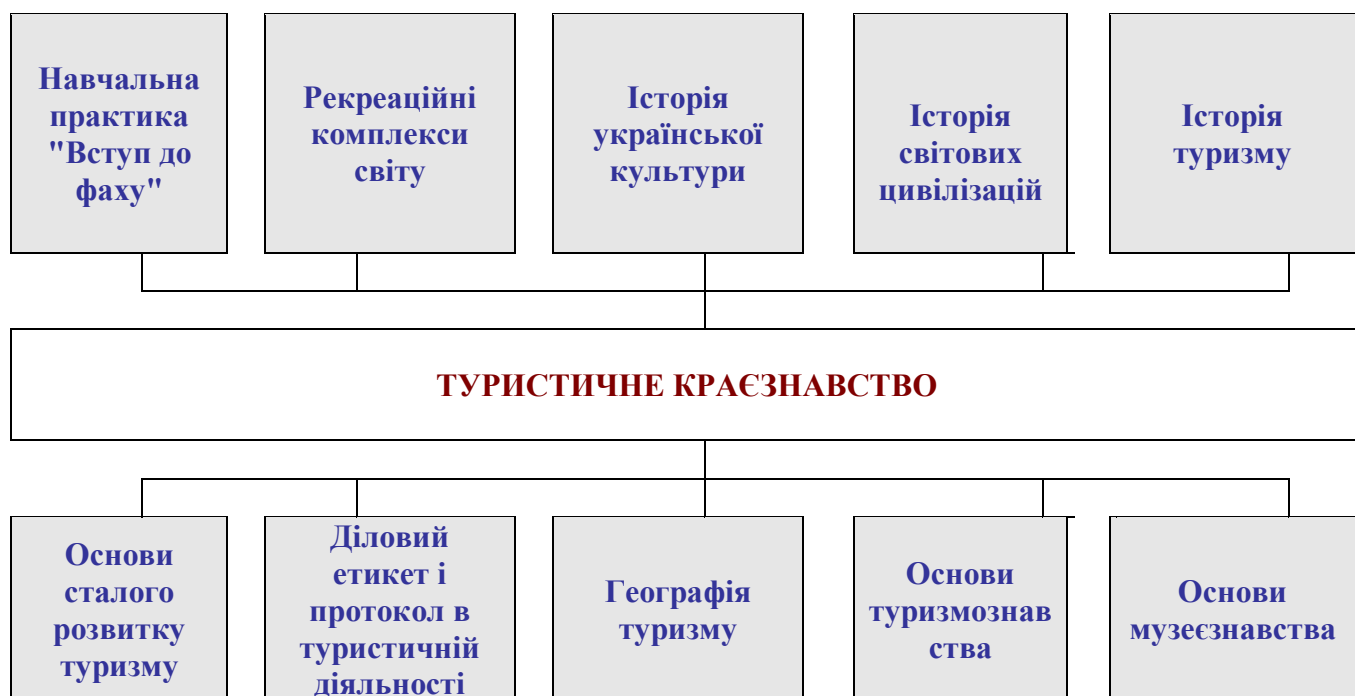 Навчальна
практика
"Вступ до
фаху"
Рекреаційні
комплекси
світу
Історія
української
культури
Історія
світових
цивілізацій
Історія
туризму
ТУРИСТИЧНЕ КРАЄЗНАВСТВО
Основи
сталого
розвитку
туризму
Діловий
етикет і
протокол в
туристичній
діяльності
Географія
туризму
Основи
туризмознав
ства
Основи
музеєзнавства